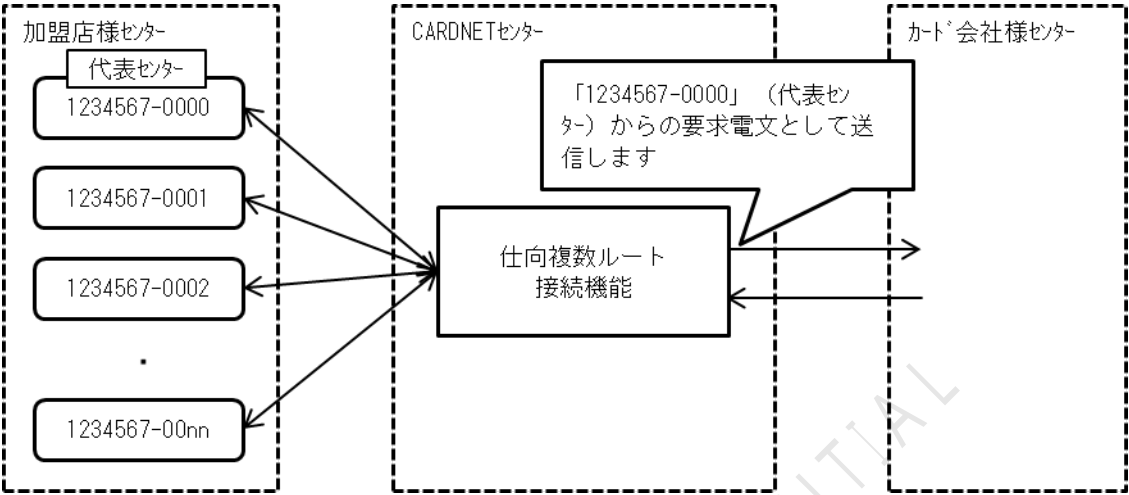 加盟店様ｾﾝﾀｰ
代表ｾﾝﾀｰ
1234567-0000
1234567-0001
1234567-0002
・
1234567-00nn
CARDNETｾﾝﾀｰ
「1234567-0000」（代表ｾﾝ
ﾀｰ）からの要求電文として送
信します
仕向複数ルート
接続機能
ｶｰﾄﾞ会社様ｾﾝﾀｰ
NTIAL